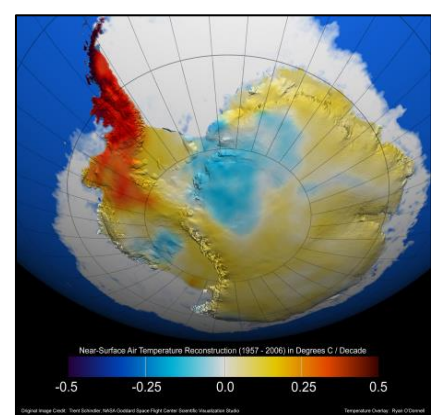 Near-Surface Air Temperature Reconstruction (1957 - 2006) in Degrees C / Decade
-0.5 -0.25 0.0 0.25 0.5
Original Image Credit: Trent Schindler, NASA Goddard Space Flight Center Scientific Visualization Studio Temperature Overlay: Ryan O'Donnell